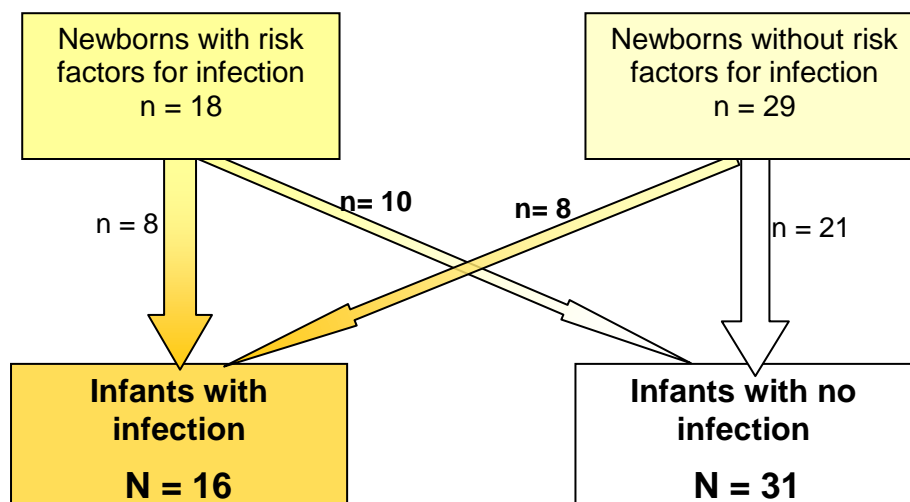 Newborns with risk
factors for infection
n = 18
Newborns without risk
factors for infection
n = 29
n = 8
n= 10
n= 8
n = 21
Infants with
infection
N = 16
Infants with no
infection
N = 31